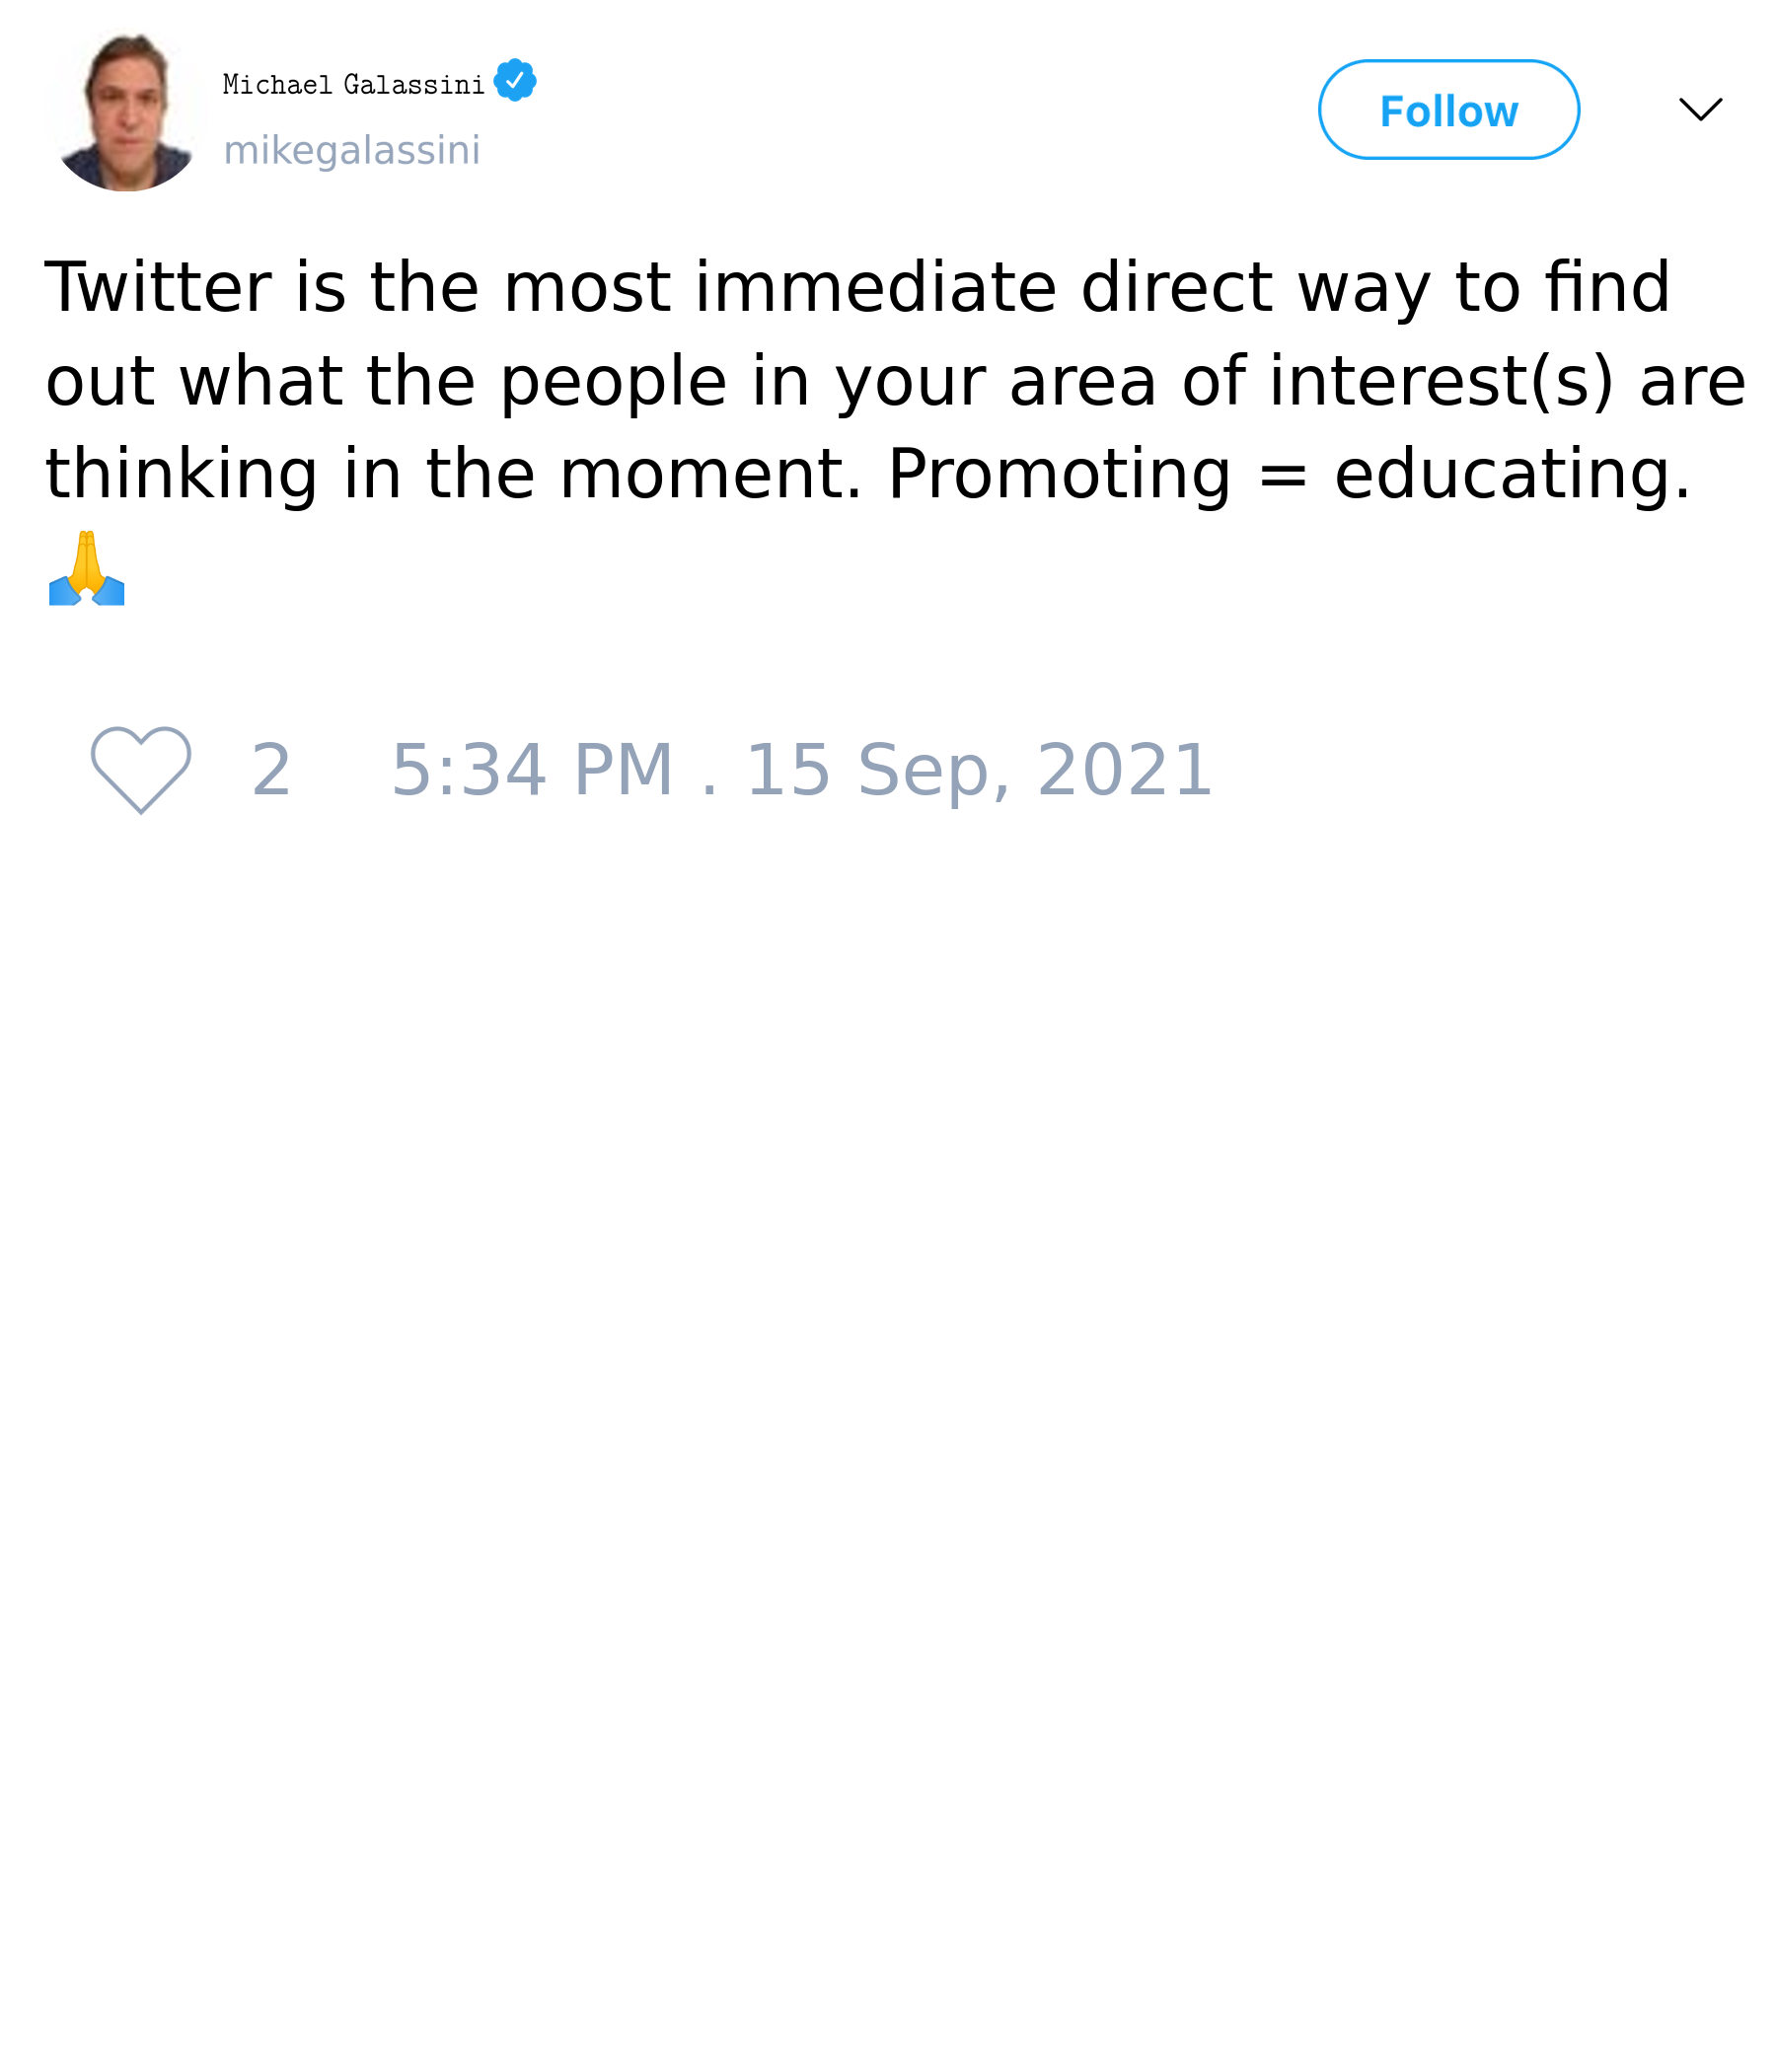 Michael Galassini
mikegalassini
Follow
Twitter is the most immediate direct way to find
out what the people in your area of interest(s) are
thinking in the moment. Promoting = educating.
🙏
2 5:34 PM . 15 Sep, 2021